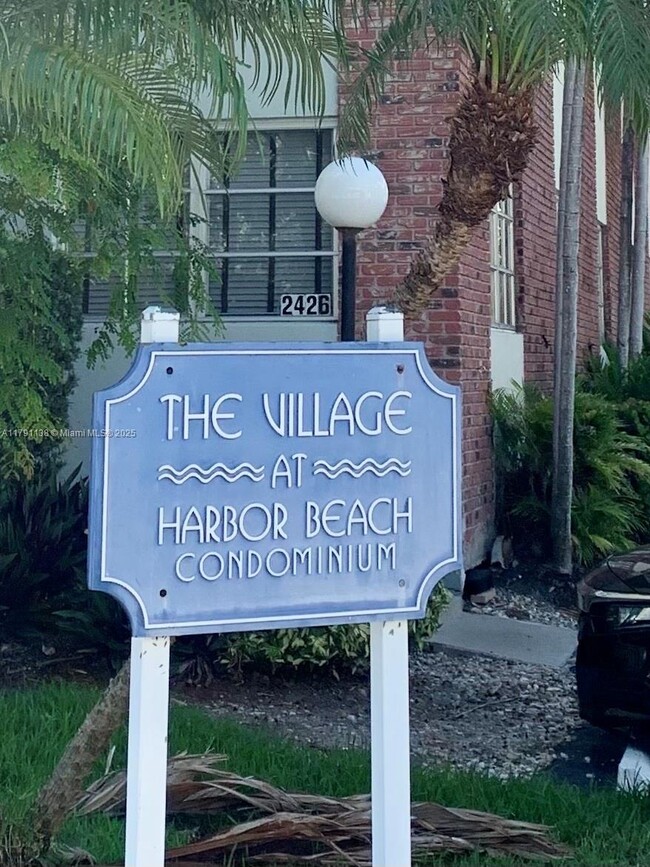 2426
THE VILLAGE
AT
HARBOR BEACH
CONDOMINIUM
A11791138 © Miami MLS ® 2025